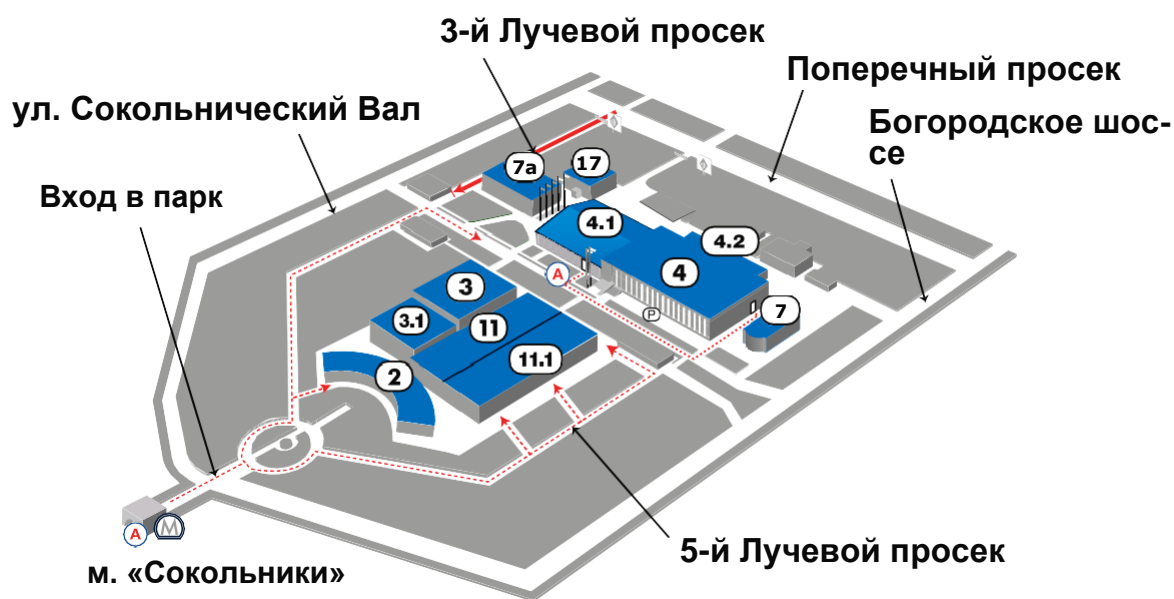 3-й Лучевой просек
Поперечный просек
ул. Сокольнический Вал
Богородское шос-
се
Вход в парк
7а
17
4.1
4.2
4
А
3
3.1
11
11.1
P
7
2
А М
м. «Сокольники»
5-й Лучевой просек